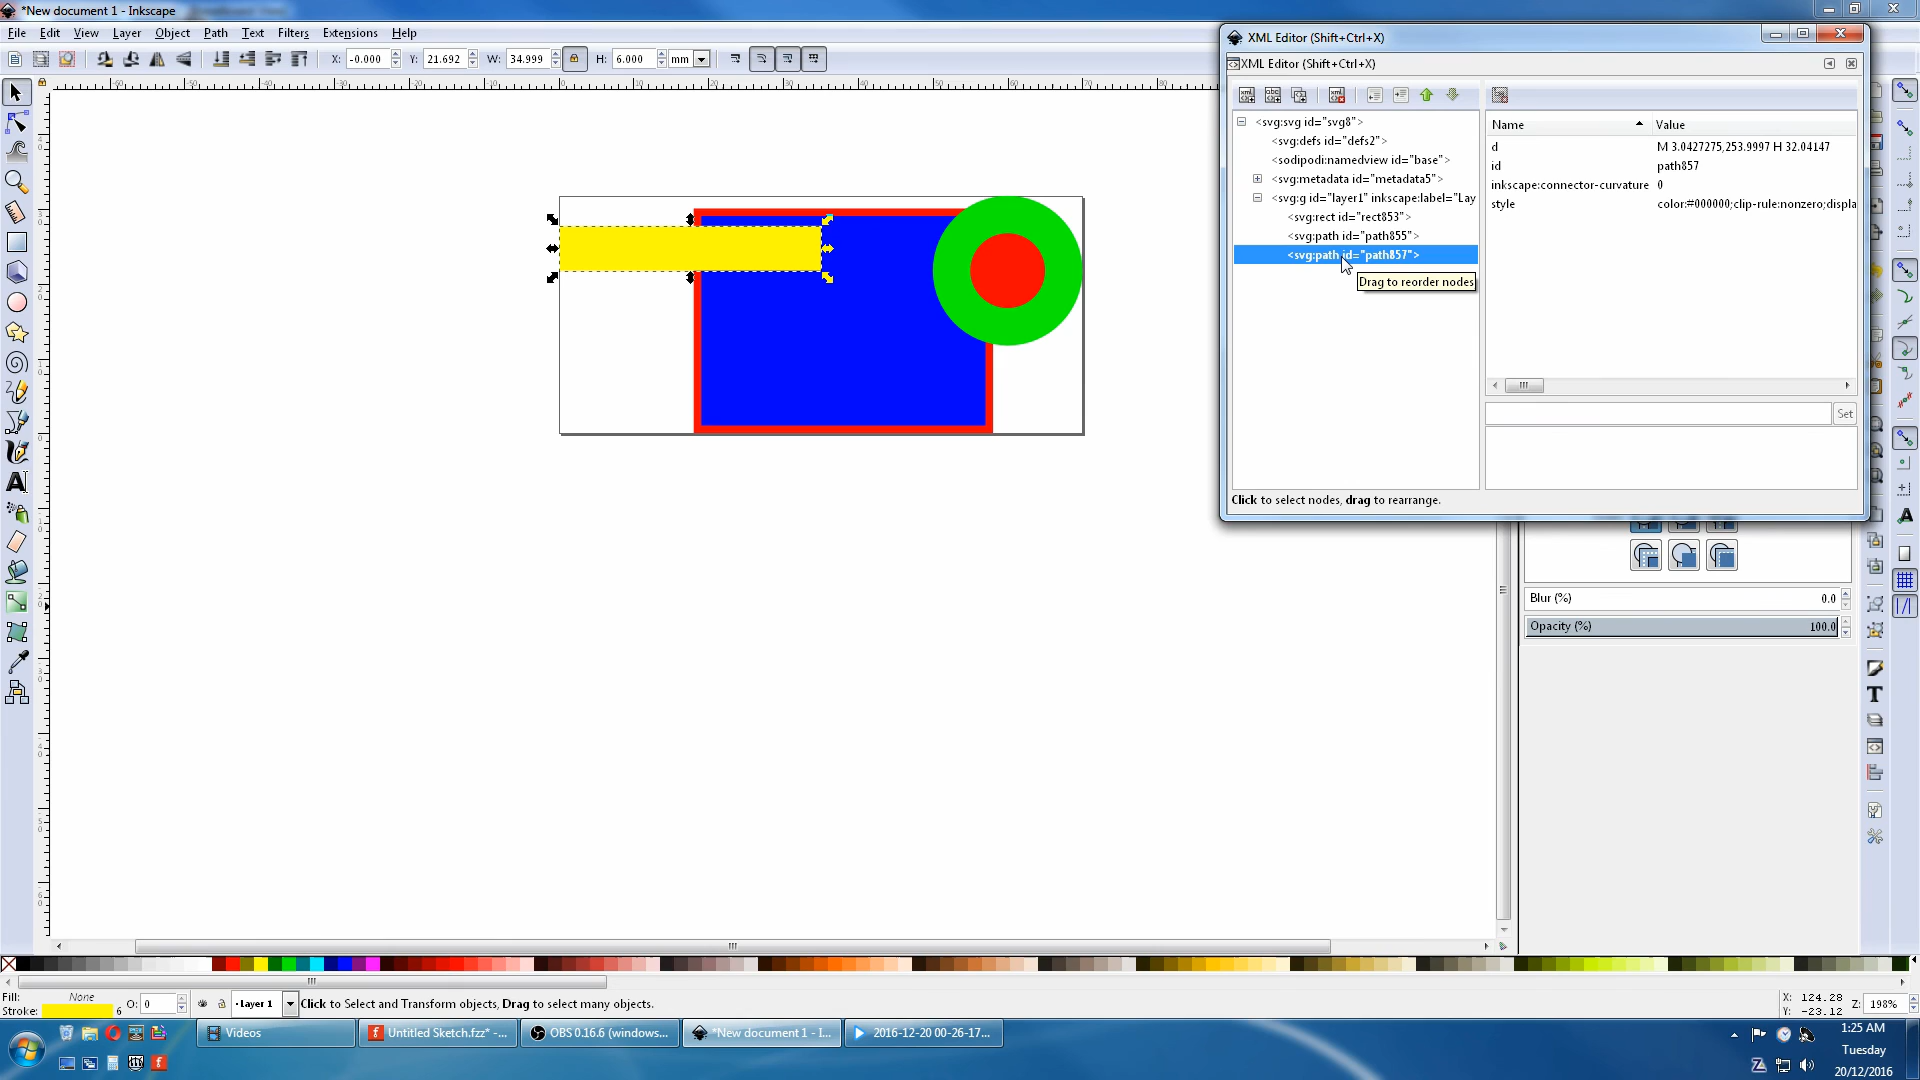 *New document 1 - Inkscape
File Edit View Layer Object Path Text Filters Extensions Help
X: -0.000 Y: 21.692 W: 34.999 H: 6.000 mm
XML Editor (Shift+Ctrl+X)
XML Editor (Shift+Ctrl+X)
<svg:svg id="svg8">
<svg:defs id="defs2">
<sodipodi:namedview id="base">
<svg:metadata id="metadata5">
<svg:g id="layer1" inkscape:label="Lay
<svg:rect id="rect853">
<svg:path id="path855">
<svg:path id="path857">
Drag to reorder nodes
Name Value
d M 3.0427275,253.9997 H 32.04147
id path857
inkscape:connector-curvature 0
style color:#000000;clip-rule:nonzero;displa
Set
Click to select nodes, drag to rearrange.
Blur (%) 0.0
Opacity (%) 100.0
Fill: None
Stroke: 6
O: 0
Layer 1
Click to Select and Transform objects, Drag to select many objects.
X: 124.28
Y: -23.12
Z: 198%
Videos
Untitled Sketch.fzz* -...
OBS 0.16.6 (windows...
*New document 1 - I...
2016-12-20 00-26-17...
1:25 AM
Tuesday
20/12/2016